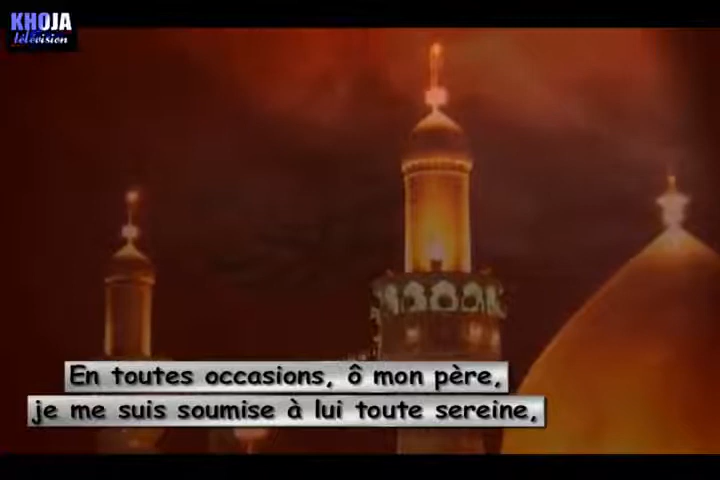 KHOJA
télévision
En toutes occasions, ô mon père,
je me suis soumise à lui toute sereine,